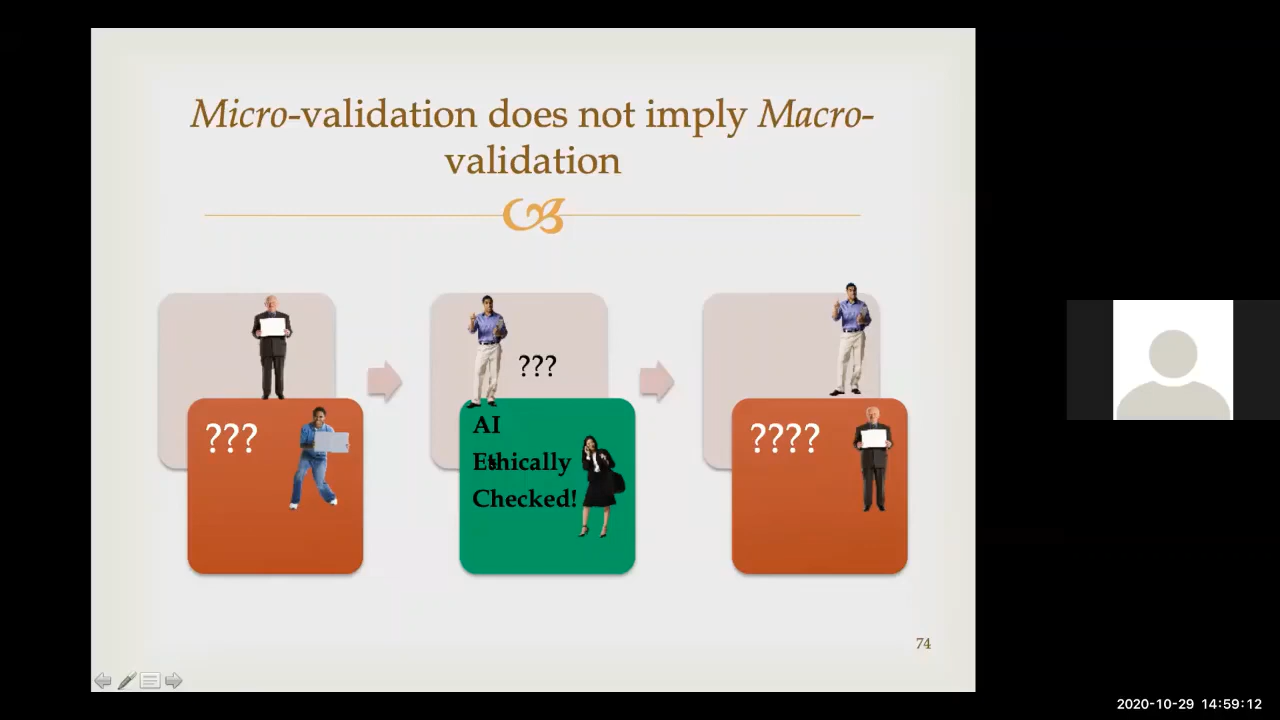 Micro-validation does not imply Macro-
validation
???
???
AI
Ethically
Checked!
????
74
2020-10-29 14:59:12